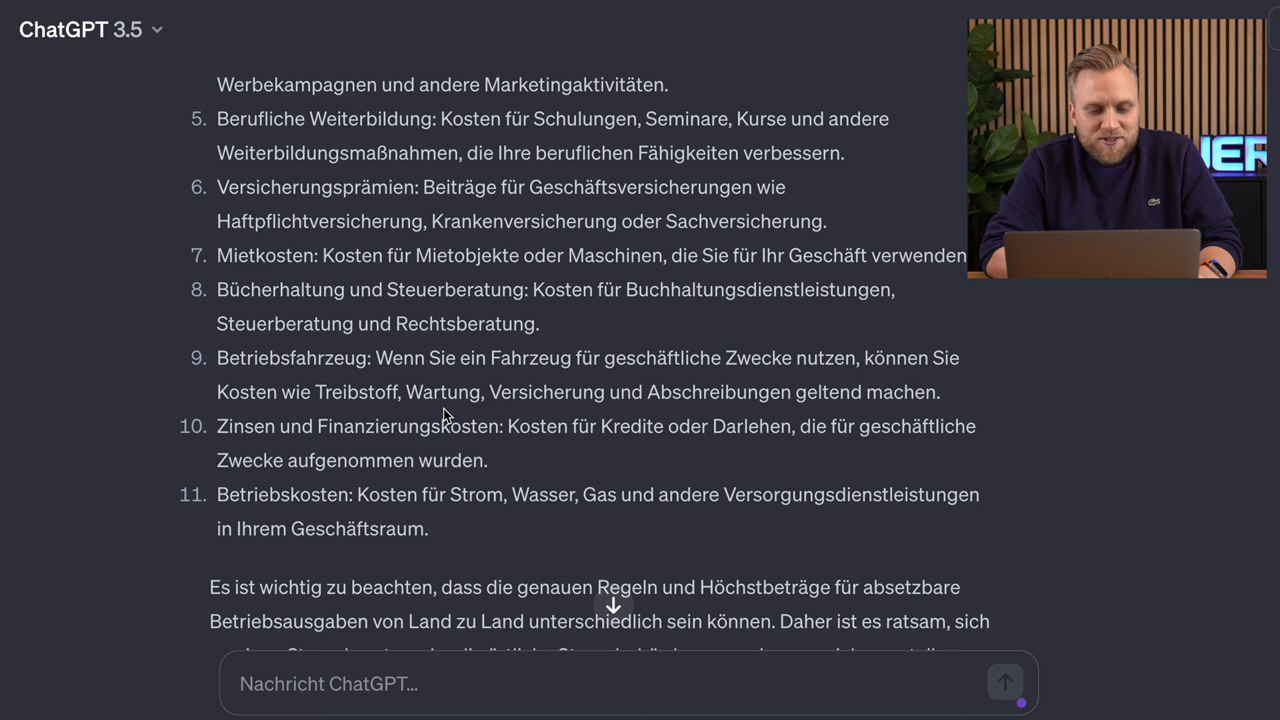 ChatGPT 3.5
Werbekampagnen und andere Marketingaktivitäten.
5. Berufliche Weiterbildung: Kosten für Schulungen, Seminare, Kurse und andere
Weiterbildungsmaßnahmen, die Ihre beruflichen Fähigkeiten verbessern.
6. Versicherungsprämien: Beiträge für Geschäftsversicherungen wie
Haftpflichtversicherung, Krankenversicherung oder Sachversicherung.
7. Mietkosten: Kosten für Mietobjekte oder Maschinen, die Sie für Ihr Geschäft verwenden
8. Bücherhaltung und Steuerberatung: Kosten für Buchhaltungsdienstleistungen,
Steuerberatung und Rechtsberatung.
9. Betriebsfahrzeug: Wenn Sie ein Fahrzeug für geschäftliche Zwecke nutzen, können Sie
Kosten wie Treibstoff, Wartung, Versicherung und Abschreibungen geltend machen.
10. Zinsen und Finanzierungskosten: Kosten für Kredite oder Darlehen, die für geschäftliche
Zwecke aufgenommen wurden.
11. Betriebskosten: Kosten für Strom, Wasser, Gas und andere Versorgungsdienstleistungen
in Ihrem Geschäftsraum.
Es ist wichtig zu beachten, dass die genauen Regeln und Höchstbeträge für absetzbare
Betriebsausgaben von Land zu Land unterschiedlich sein können. Daher ist es ratsam, sich
Nachricht ChatGPT...